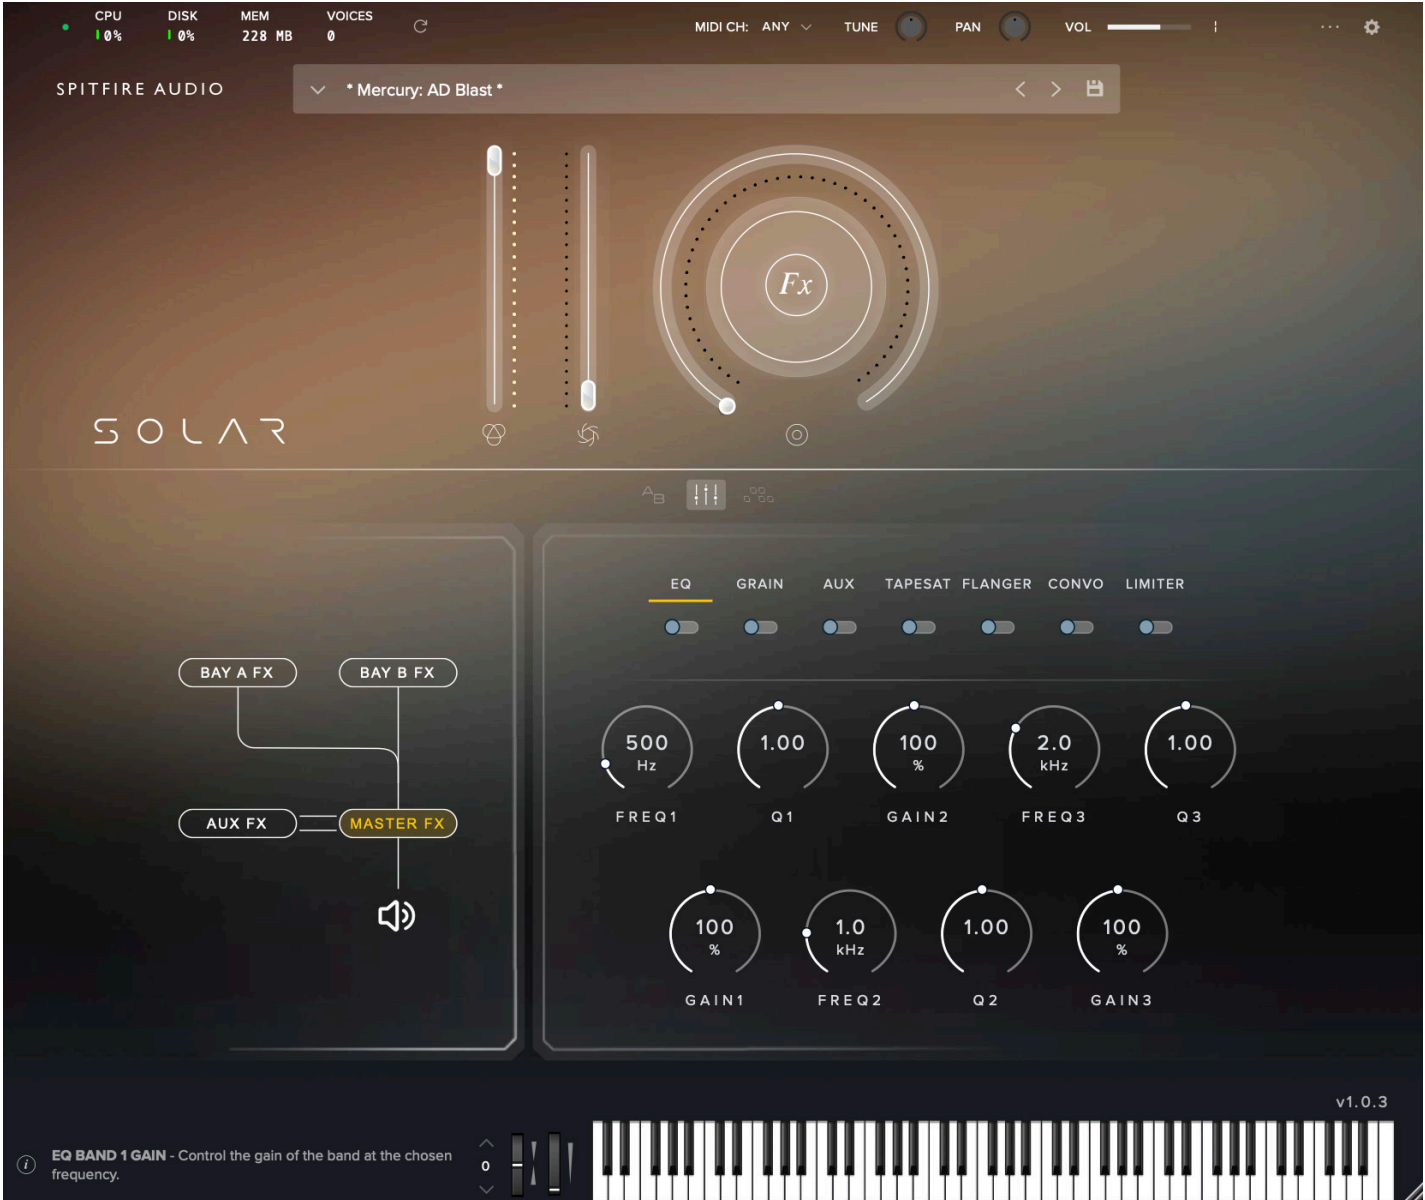 CPU DISK MEM VOICES
0% 0% 228 MB 0
MIDI CH: ANY TUNE PAN VOL
SPITFIRE AUDIO
* Mercury: AD Blast *
Fx
SOLAR
A B
EQ GRAIN AUX TAPESAT FLANGER CONVO LIMITER
BAY A FX BAY B FX
AUX FX MASTER FX
500 1.00 100 2.0 1.00
Hz % kHz
FREQ1 Q1 GAIN2 FREQ3 Q3
100 1.0 1.00 100
% kHz %
GAIN1 FREQ2 Q2 GAIN3
v1.0.3
EQ BAND 1 GAIN - Control the gain of the band at the chosen
frequency.
0